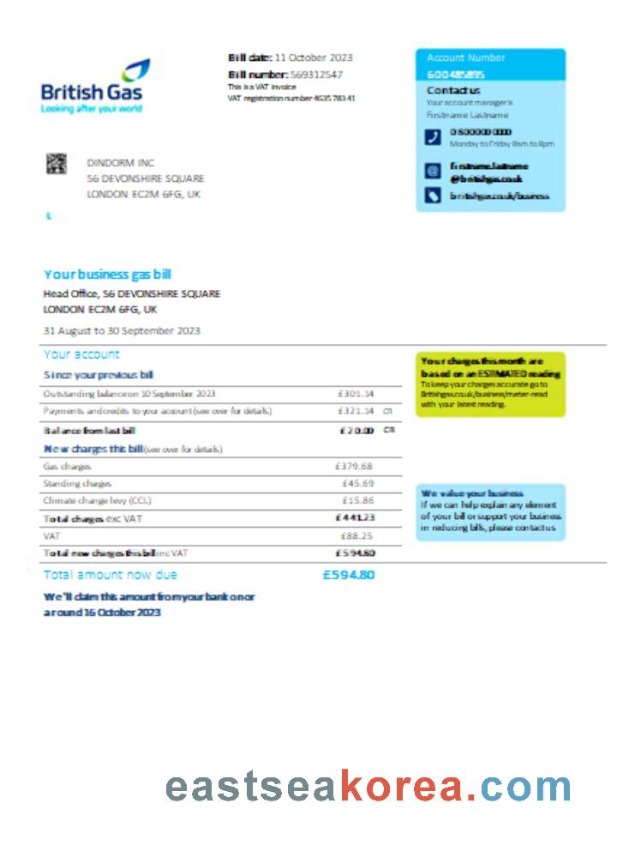 British Gas
Looking after your world
Bill date: 11 October 2023
Bill number: 569312547
This is a VAT invoice
VAT registration number 4635 783 41
Account Number
600485895
Contact us
Your account manager is
Firstname Lastname
Monday to Friday 8am to 8pm
firstname.lastname
@britishgas.co.uk
britishgas.co.uk/business
DINDORM INC
56 DEVONSHIRE SQUARE
LONDON EC2M 6FG, UK
Your business gas bill
Head Office, 56 DEVONSHIRE SQUARE
LONDON EC2M 6FG, UK
31 August to 30 September 2023
Your account
Since your previous bill
Outstanding balance on 10 September 2023 £301.14
Payments and credits to your account (see over for details) £321.14 CR
Balance from last bill £20.00 CR
New charges this bill (see over for details)
Gas charges £379.68
Standing charges £45.69
Climate change levy (CCL) £15.86
Total charges exc VAT £441.23
VAT £88.25
Total new charges this bill inc VAT £594.80
Total amount now due £594.80
We'll claim this amount from your bank on or
around 16 October 2023
Your charges this month are
based on an ESTIMATED reading
To keep your charges accurate go to
Britishgas.co.uk/business/meter-read
with your latest reading.
We value your business
If we can help explain any element
of your bill or support your business
in reducing bills, please contact us
eastseakorea.com